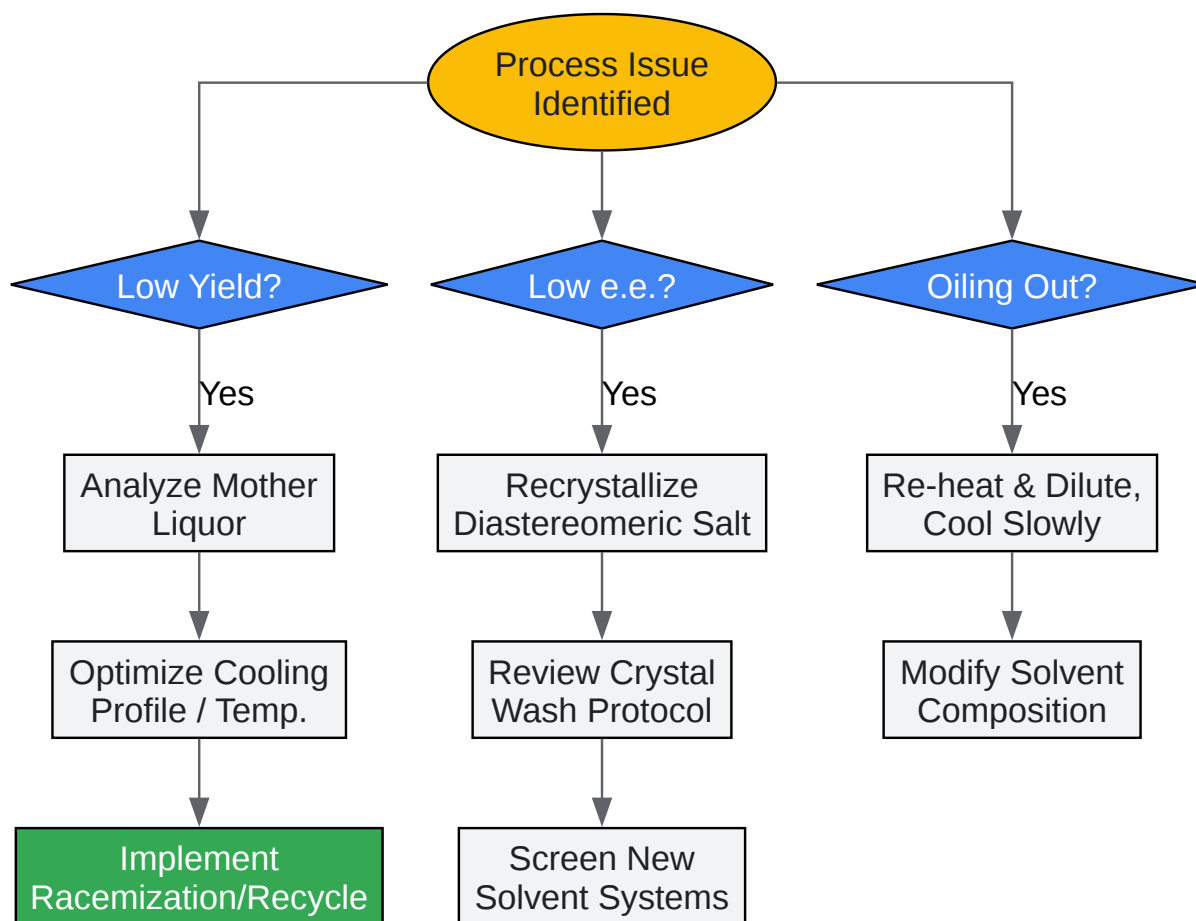 Process Issue
Identified
Low Yield?
Low e.e.?
Oiling Out?
Yes
Yes
Yes
Analyze Mother
Liquor
Recrystallize
Diastereomeric Salt
Re-heat & Dilute,
Cool Slowly
Optimize Cooling
Profile / Temp.
Review Crystal
Wash Protocol
Modify Solvent
Composition
Implement
Racemization/Recycle
Screen New
Solvent Systems